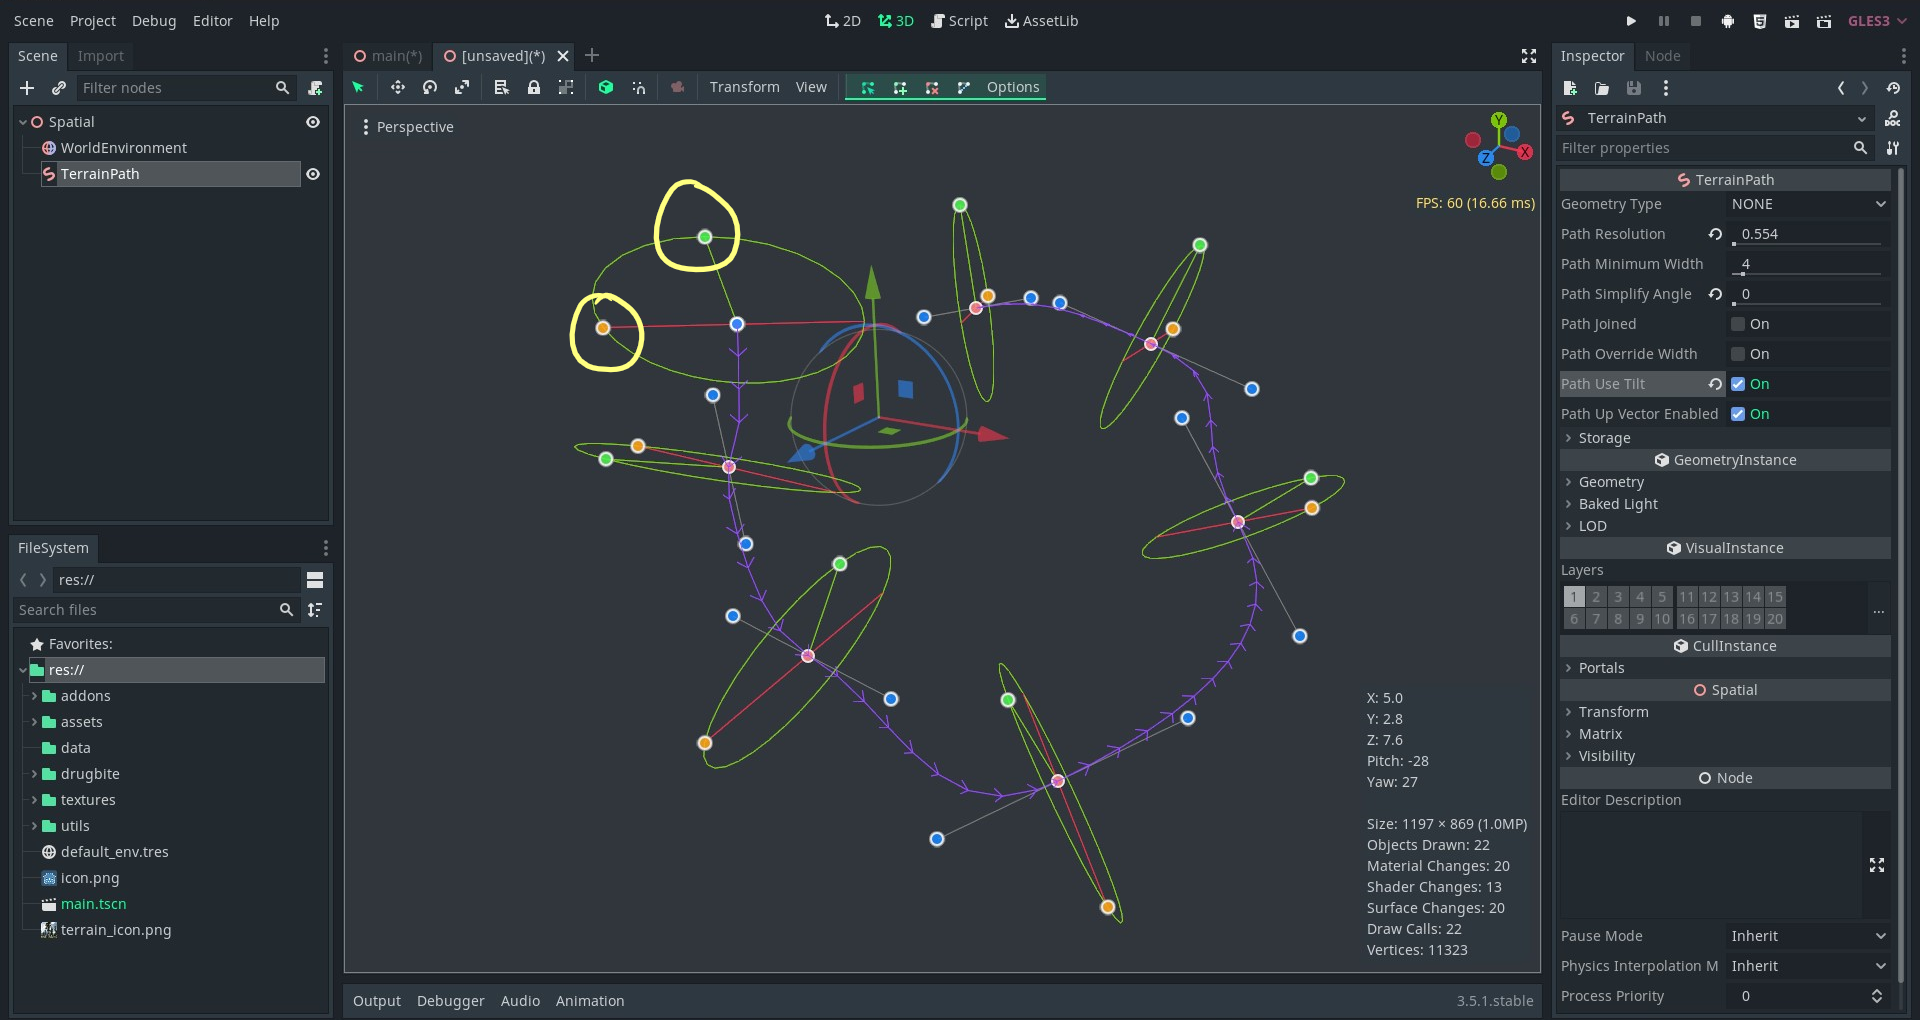 Scene Project Debug Editor Help
2D 3D Script AssetLib
GLES3
Scene Import
Filter nodes
Spatial
WorldEnvironment
TerrainPath
FileSystem
res://
Search files
Favorites:
res://
addons
assets
data
drugbite
textures
utils
default_env.tres
icon.png
main.tscn
terrain_icon.png
main(*) [unsaved](*)
Transform View Options
Perspective
Y
X
Z
FPS: 60 (16.66 ms)
X: 5.0
Y: 2.8
Z: 7.6
Pitch: -28
Yaw: 27
Size: 1197 × 869 (1.0MP)
Objects Drawn: 22
Material Changes: 20
Shader Changes: 13
Surface Changes: 20
Draw Calls: 22
Vertices: 11323
Output Debugger Audio Animation
3.5.1.stable
Inspector Node
TerrainPath
Filter properties
TerrainPath
Geometry Type NONE
Path Resolution 0.554
Path Minimum Width 4
Path Simplify Angle 0
Path Joined On
Path Override Width On
Path Use Tilt On
Path Up Vector Enabled On
Storage
GeometryInstance
Geometry
Baked Light
LOD
VisualInstance
Layers
1 2 3 4 5 11 12 13 14 15
6 7 8 9 10 16 17 18 19 20
...
CullInstance
Portals
Spatial
Transform
Matrix
Visibility
Node
Editor Description
Pause Mode Inherit
Physics Interpolation M Inherit
Process Priority 0